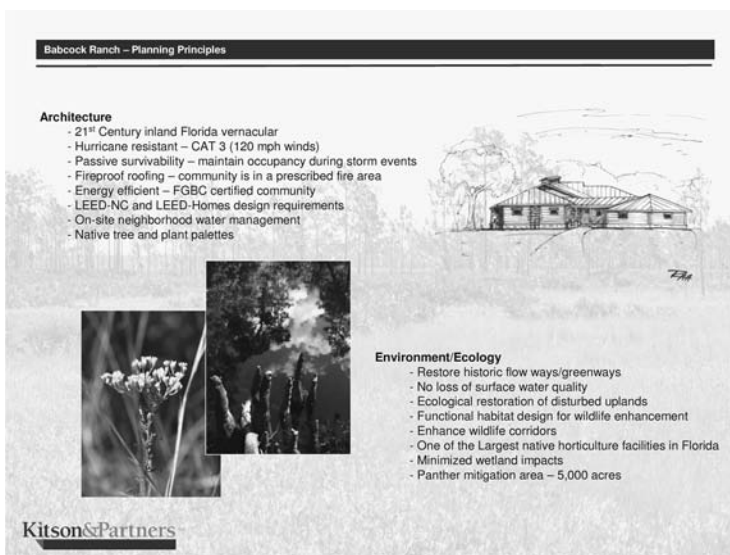 Babcock Ranch – Planning Principles
Architecture
- 21st Century inland Florida vernacular
- Hurricane resistant – CAT 3 (120 mph winds)
- Passive survivability – maintain occupancy during storm events
- Fireproof roofing – community is in a prescribed fire area
- Energy efficient – FGBC certified community
- LEED-NC and LEED-Homes design requirements
- On-site neighborhood water management
- Native tree and plant palettes
Environment/Ecology
- Restore historic flow ways/greenways
- No loss of surface water quality
- Ecological restoration of disturbed uplands
- Functional habitat design for wildlife enhancement
- Enhance wildlife corridors
- One of the Largest native horticulture facilities in Florida
- Minimized wetland impacts
- Panther mitigation area – 5,000 acres
Kitson&Partners